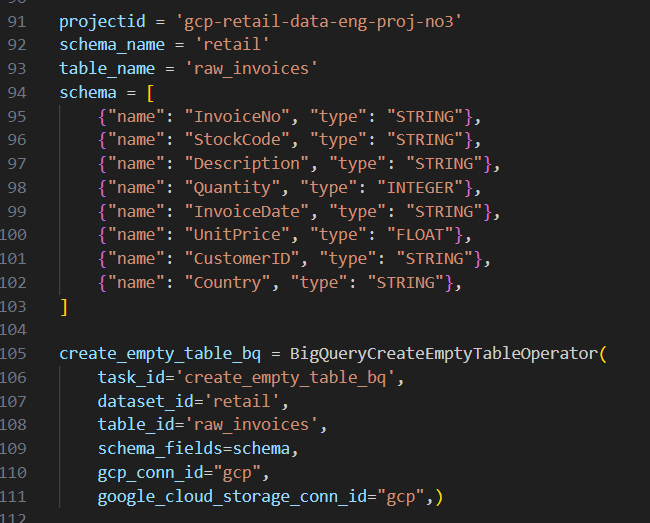 91 projectid = 'gcp-retail-data-eng-proj-no3'
92 schema_name = 'retail'
93 table_name = 'raw_invoices'
94 schema = [
95     {"name": "InvoiceNo", "type": "STRING"},
96     {"name": "StockCode", "type": "STRING"},
97     {"name": "Description", "type": "STRING"},
98     {"name": "Quantity", "type": "INTEGER"},
99     {"name": "InvoiceDate", "type": "STRING"},
100     {"name": "UnitPrice", "type": "FLOAT"},
101     {"name": "CustomerID", "type": "STRING"},
102     {"name": "Country", "type": "STRING"},
103 ]
104
105 create_empty_table_bq = BigQueryCreateEmptyTableOperator(
106     task_id='create_empty_table_bq',
107     dataset_id='retail',
108     table_id='raw_invoices',
109     schema_fields=schema,
110     gcp_conn_id="gcp",
111     google_cloud_storage_conn_id="gcp",)
112